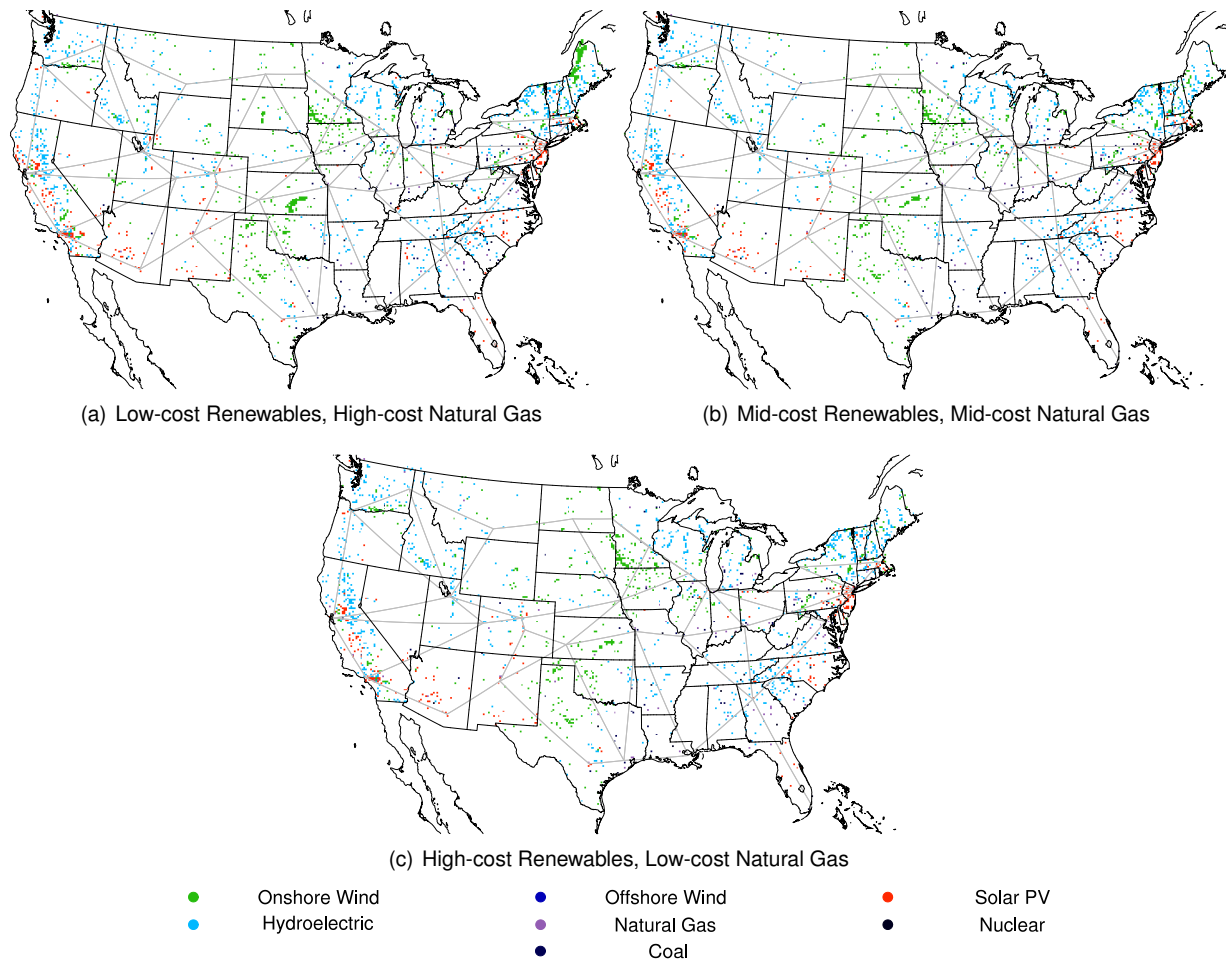 (a) Low-cost Renewables, High-cost Natural Gas
(b) Mid-cost Renewables, Mid-cost Natural Gas
(c) High-cost Renewables, Low-cost Natural Gas
Onshore Wind
Offshore Wind
Solar PV
Hydroelectric
Natural Gas
Nuclear
Coal